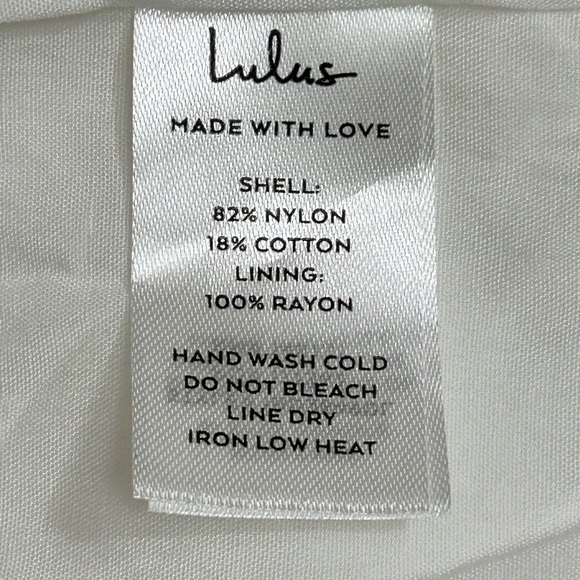 Lulus
MADE WITH LOVE
SHELL:
82% NYLON
18% COTTON
LINING:
100% RAYON
HAND WASH COLD
DO NOT BLEACH
LINE DRY
IRON LOW HEAT